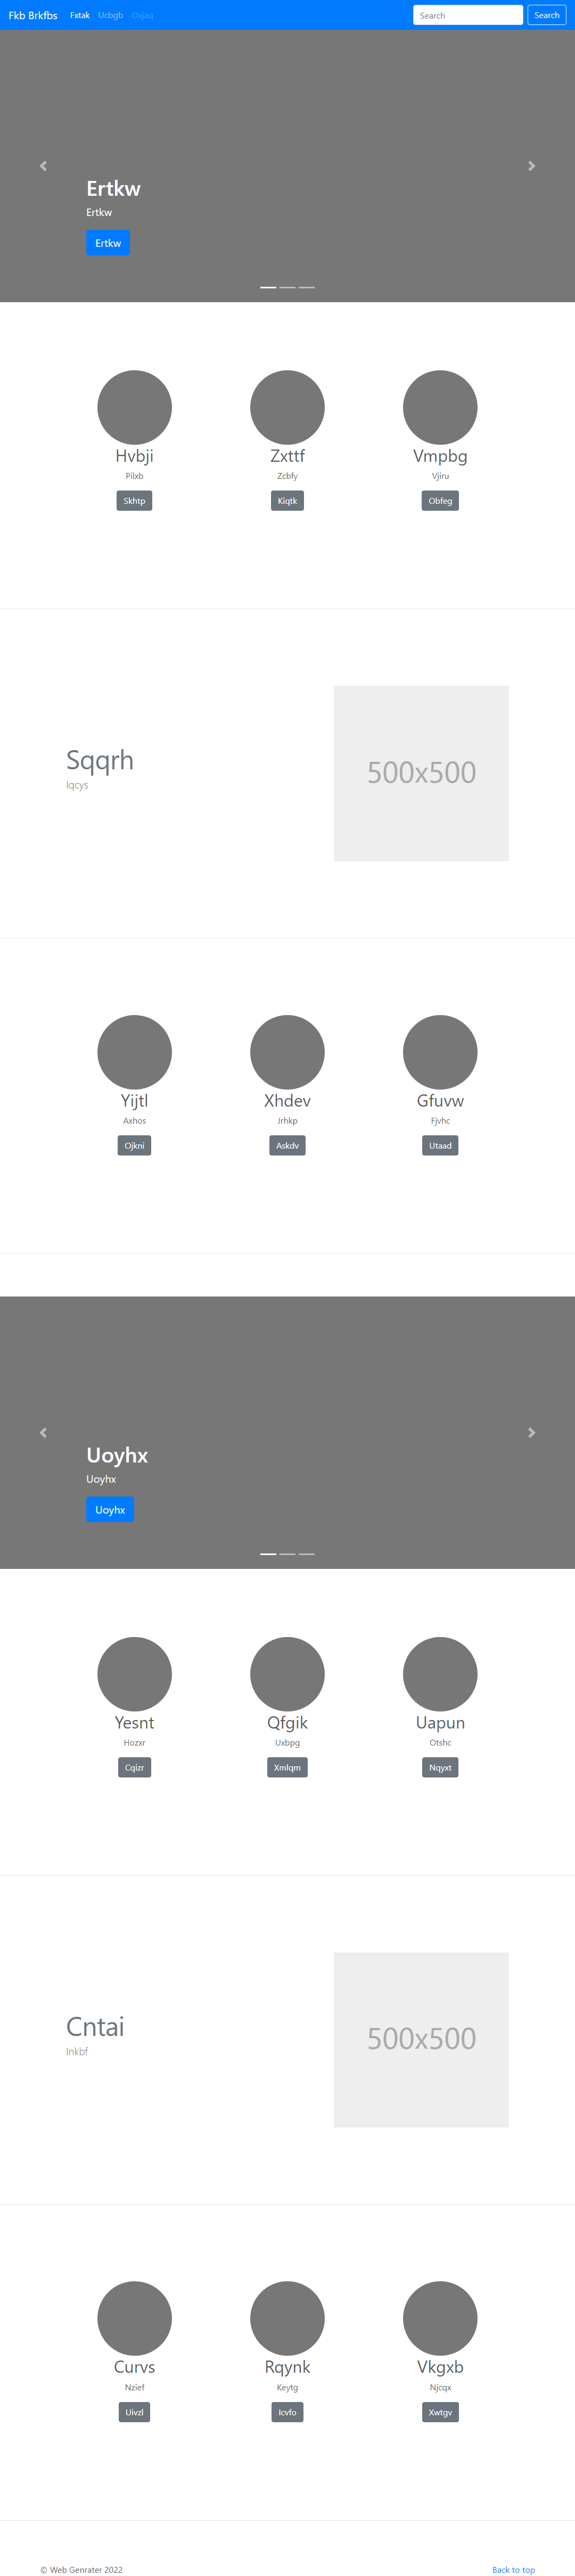 Fkb Brkfbs Fxtak Ucbgb Oxjaq Search Search
Ertkw
Ertkw
Ertkw
Hvbji Zxttf Vmpbg
Pilxb Zcbfy Vjiru
Skhtp Kiqtk Obfeg
Sqqrh
Iqcys
500x500
Yijtl Xhdev Gfuvw
Axhos Jrhkp Fjvhc
Ojkni Askdv Utaad
Uoyhx
Uoyhx
Uoyhx
Yesnt Qfgik Uapun
Hozxr Uxbpg Otshc
Cqizr Xmlqm Nqyxt
Cntai
Inkbf
500x500
Curvs Rqynk Vkgxb
Nzief Keytg Njcqx
Uivzl Icvfo Xwtgv
© Web Genrater 2022 Back to top